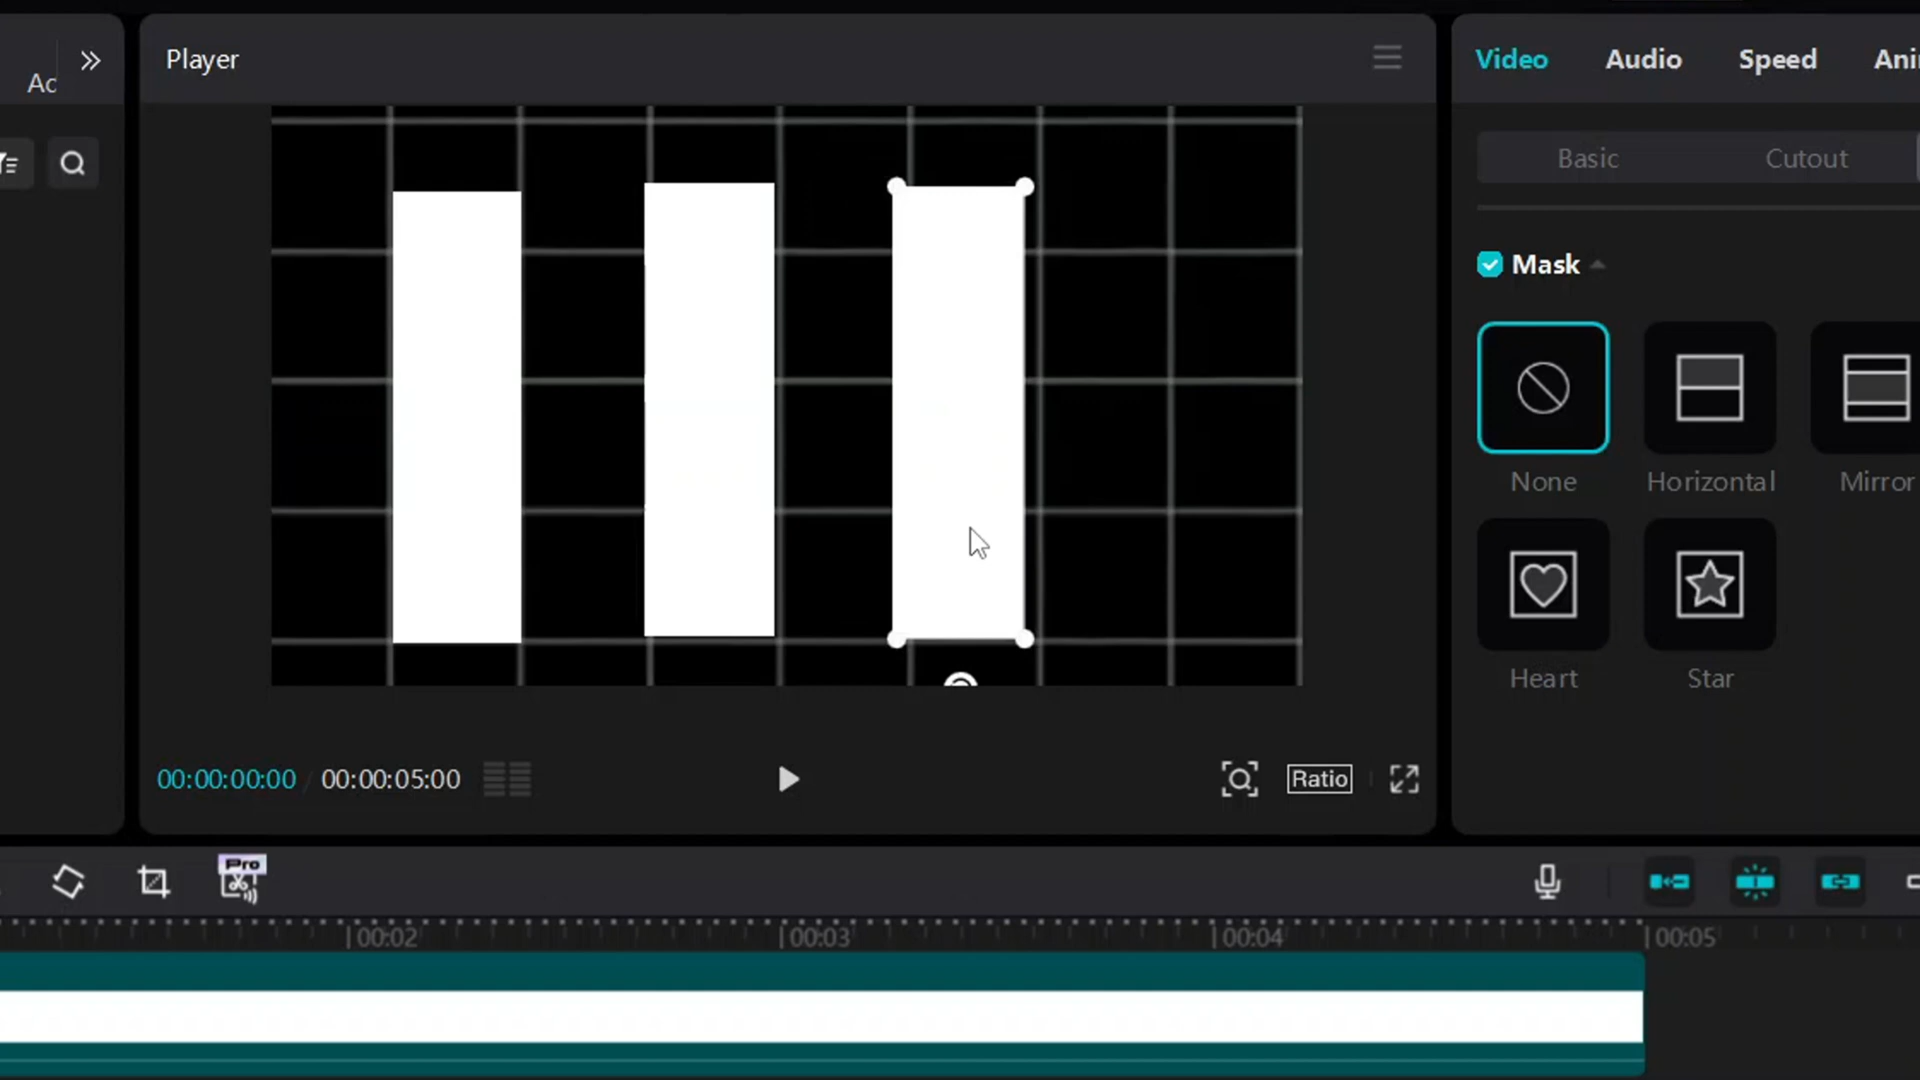 Ac
Player
Video Audio Speed Ani
Basic Cutout
Mask
None Horizontal Mirror
Heart Star
00:00:00:00 / 00:00:05:00
Ratio
Pro
00:02 00:03 00:04 00:05